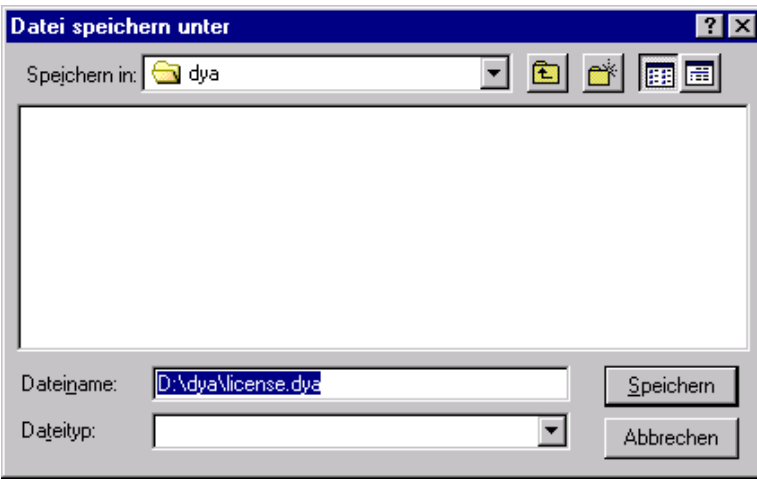 Datei speichern unter
Speichern in: dya
Dateiname: D:\dya\license.dya
Speichern
Dateityp:
Abbrechen